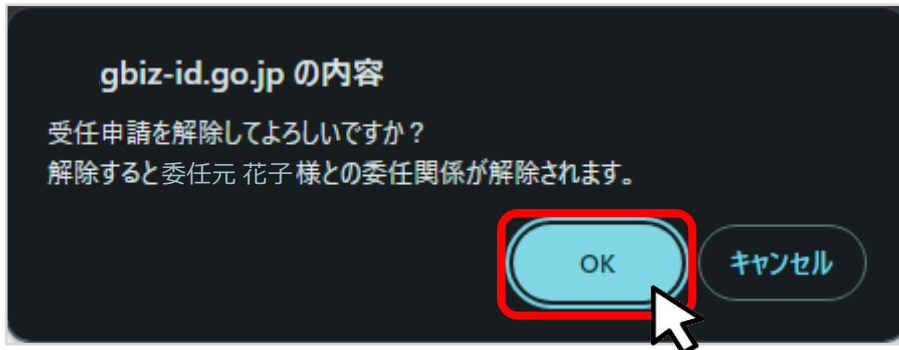 gbiz-id.go.jp の内容
受任申請を解除してよろしいですか？
解除すると委任元 花子様との委任関係が解除されます。
OK
キャンセル